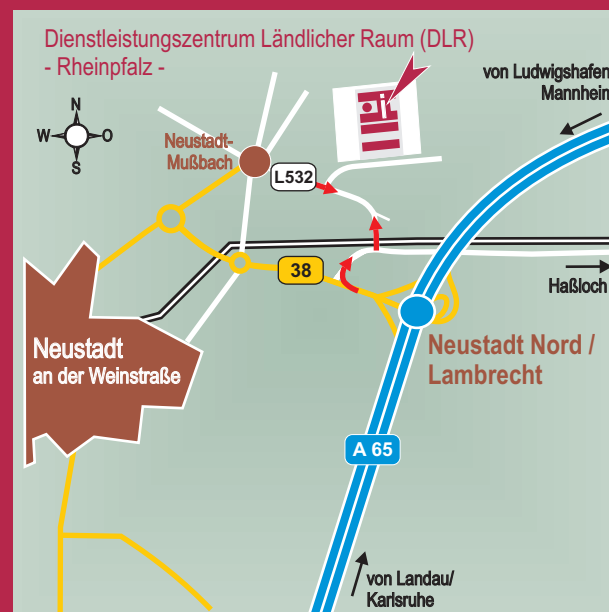 Dienstleistungszentrum Ländlicher Raum (DLR)
- Rheinpfalz -
von Ludwigshafen
Mannheim
N
W
O
S
Neustadt-
Mußbach
i
L532
38
Haßloch
Neustadt
an der Weinstraße
Neustadt Nord /
Lambrecht
A 65
von Landau/
Karlsruhe